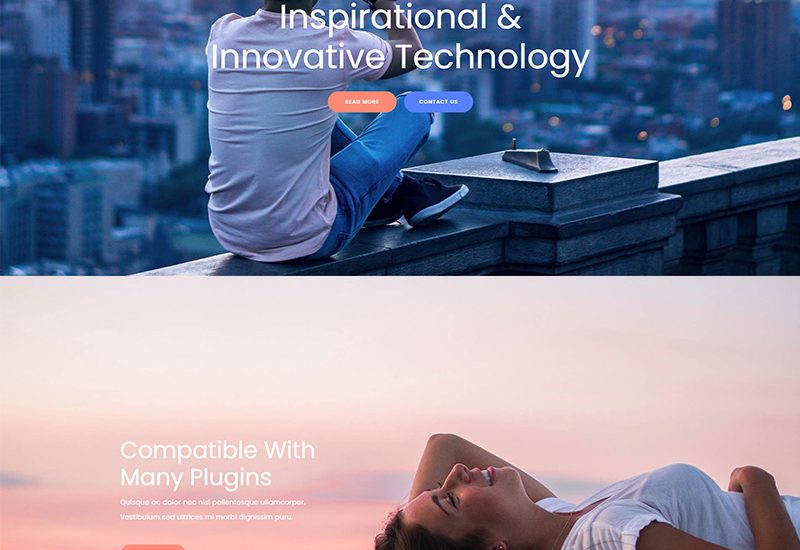 Inspirational &
Innovative Technology
READ MORE
CONTACT US
Compatible With
Many Plugins
Quisque ac dolor nec nisl pellentesque ullamcorper.
Vestibulum sed ultrices mi morbi dignissim puru.